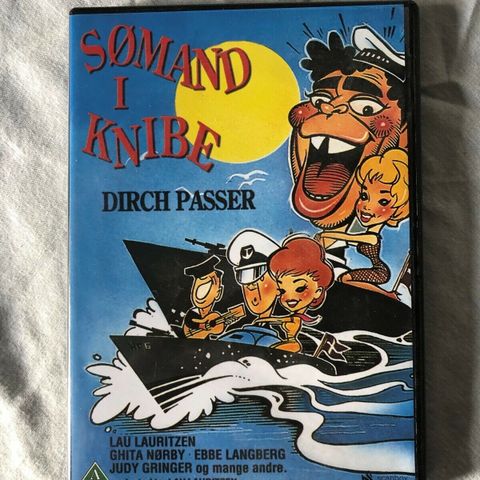 SØMAND
I
KNIBE
DIRCH PASSER
LAU LAURITZEN
GHITA NØRBY · EBBE LANGBERG
JUDY GRINGER og mange andre.
A